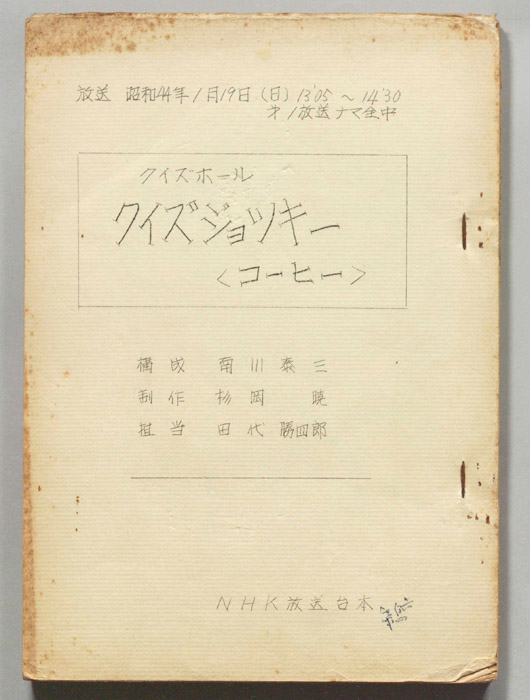 放送 昭和44年1月19日(日) 13'05~14'30
才1放送ナマ全中
クイズホール
クイズジョッキー
<コーヒー>
構成 南川泰三
制作 杉岡 暁
担当 田代勝四郎
NHK放送台本